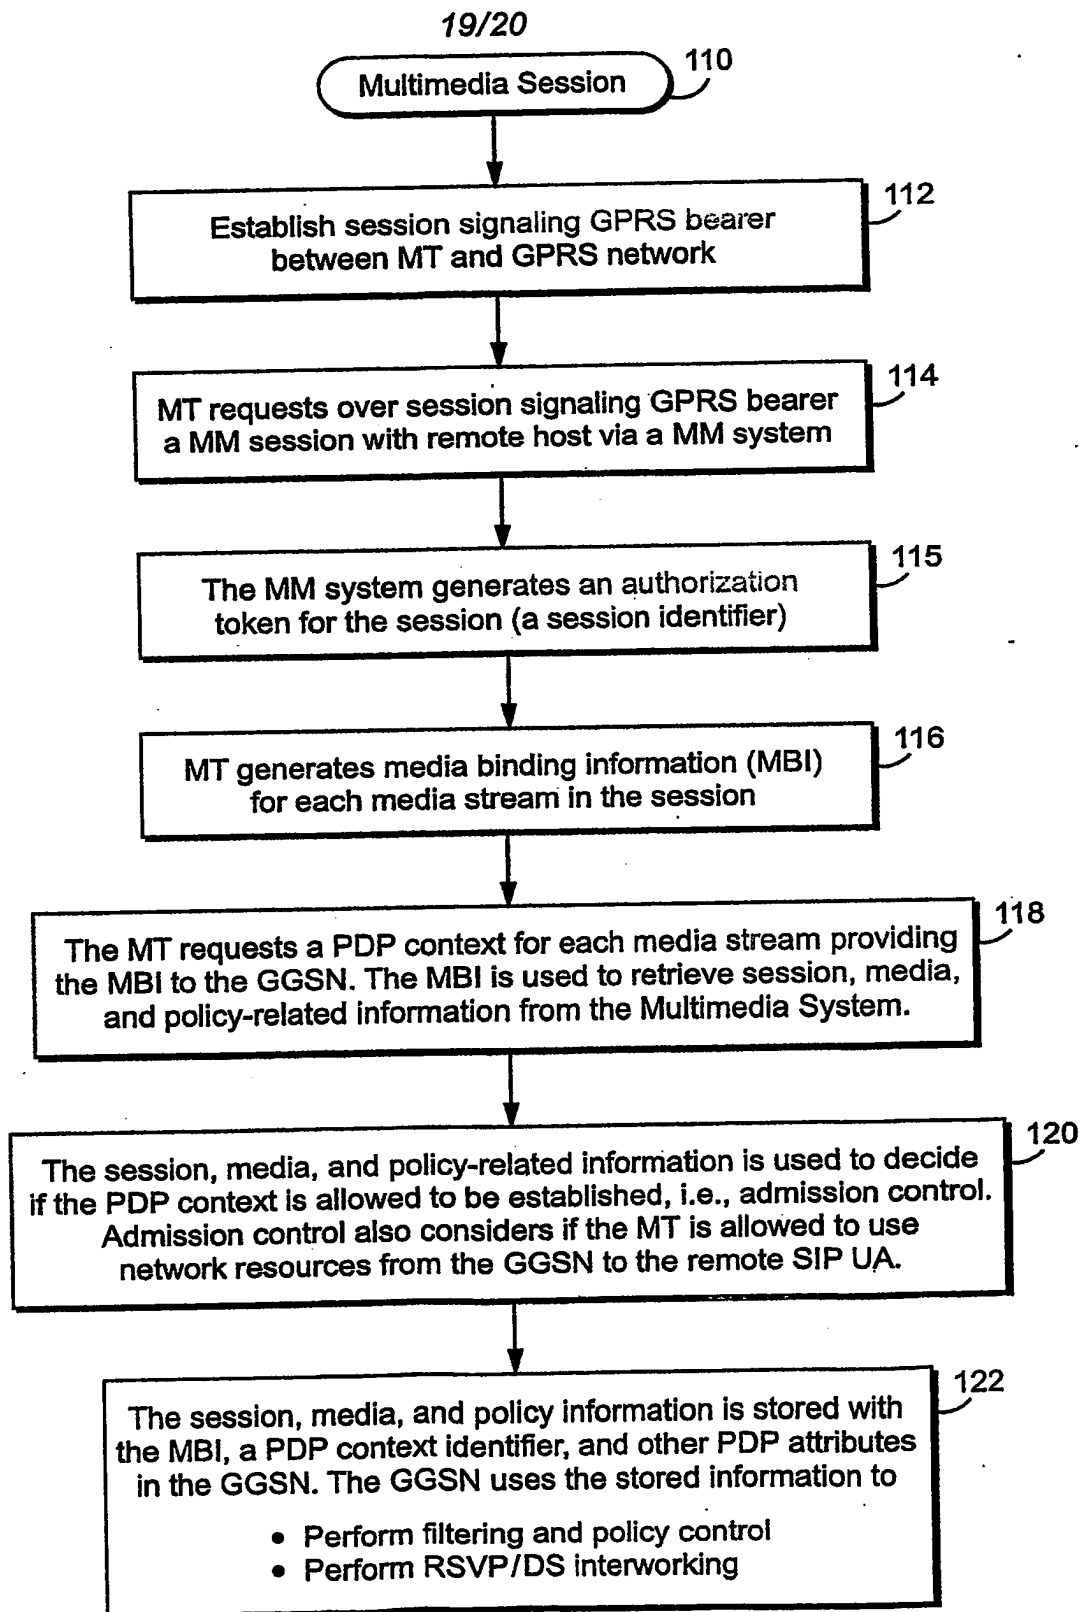 19/20
Multimedia Session
110
112
Establish session signaling GPRS bearer
between MT and GPRS network
114
MT requests over session signaling GPRS bearer
a MM session with remote host via a MM system
115
The MM system generates an authorization
token for the session (a session identifier)
116
MT generates media binding information (MBI)
for each media stream in the session
118
The MT requests a PDP context for each media stream providing
the MBI to the GGSN. The MBI is used to retrieve session, media,
and policy-related information from the Multimedia System.
120
The session, media, and policy-related information is used to decide
if the PDP context is allowed to be established, i.e., admission control.
Admission control also considers if the MT is allowed to use
network resources from the GGSN to the remote SIP UA.
122
The session, media, and policy information is stored with
the MBI, a PDP context identifier, and other PDP attributes
in the GGSN. The GGSN uses the stored information to
• Perform filtering and policy control
• Perform RSVP/DS interworking